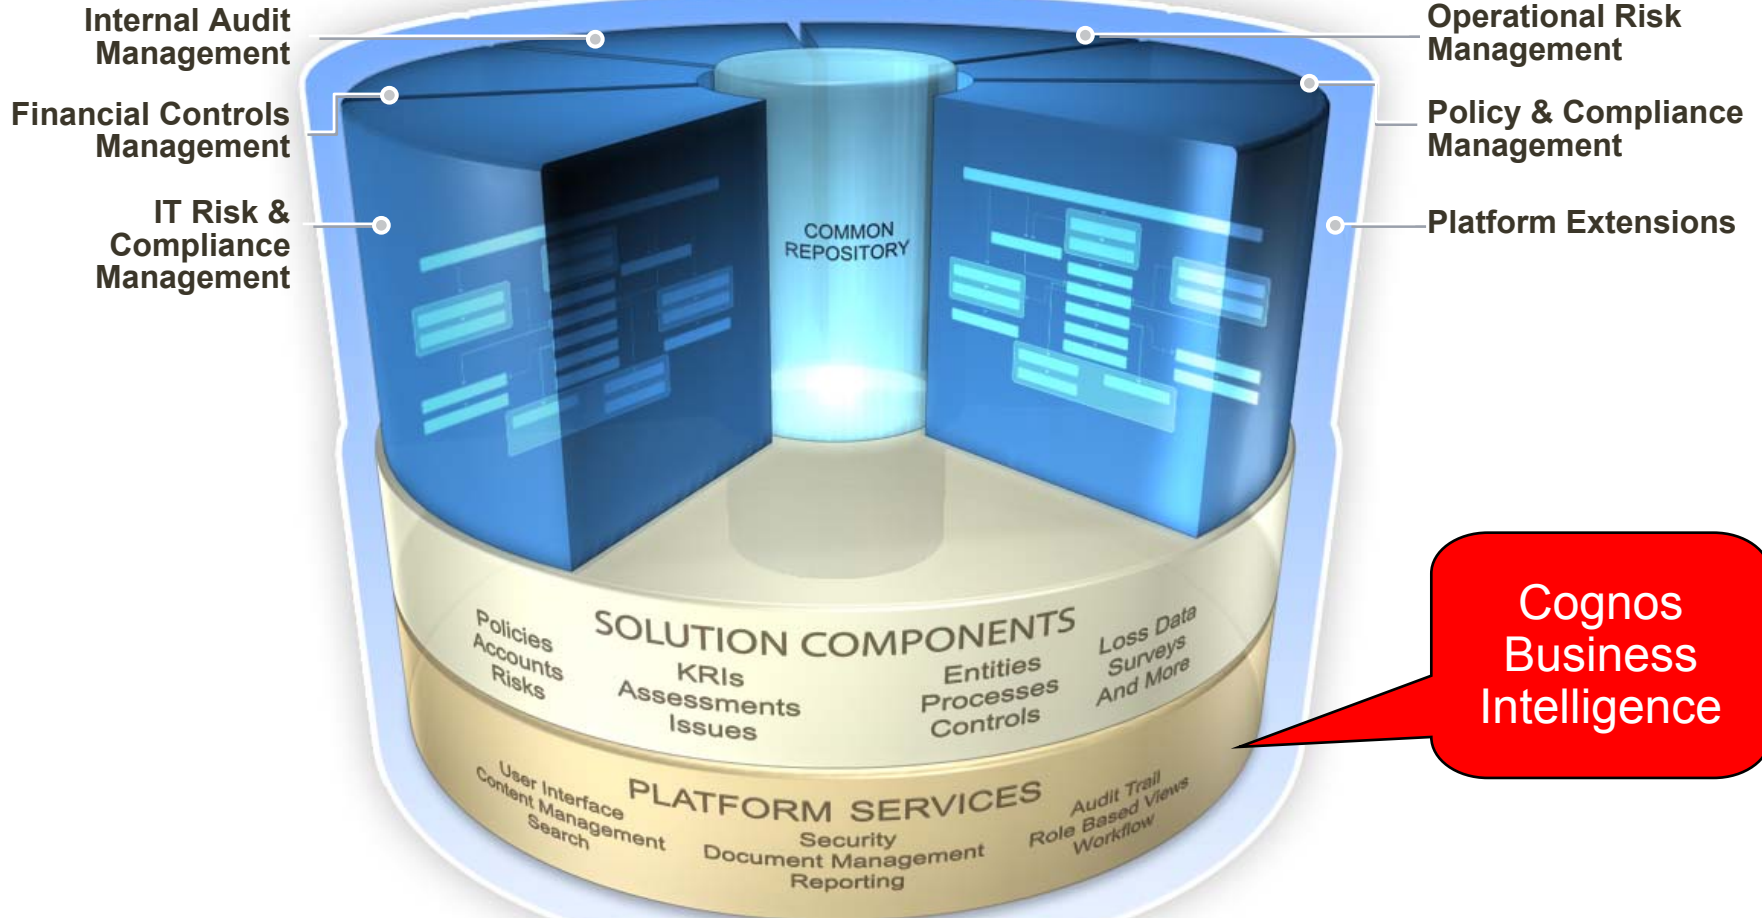 Internal Audit
Management
Financial Controls
Management
IT Risk &
Compliance
Management
Operational Risk
Management
Policy & Compliance
Management
Platform Extensions
COMMON
REPOSITORY
SOLUTION COMPONENTS
Policies
Accounts
Risks
KRIs
Assessments
Issues
Entities
Processes
Controls
Loss Data
Surveys
And More
PLATFORM SERVICES
User Interface
Content Management
Search
Security
Document Management
Reporting
Audit Trail
Role Based Views
Workflow
Cognos
Business
Intelligence